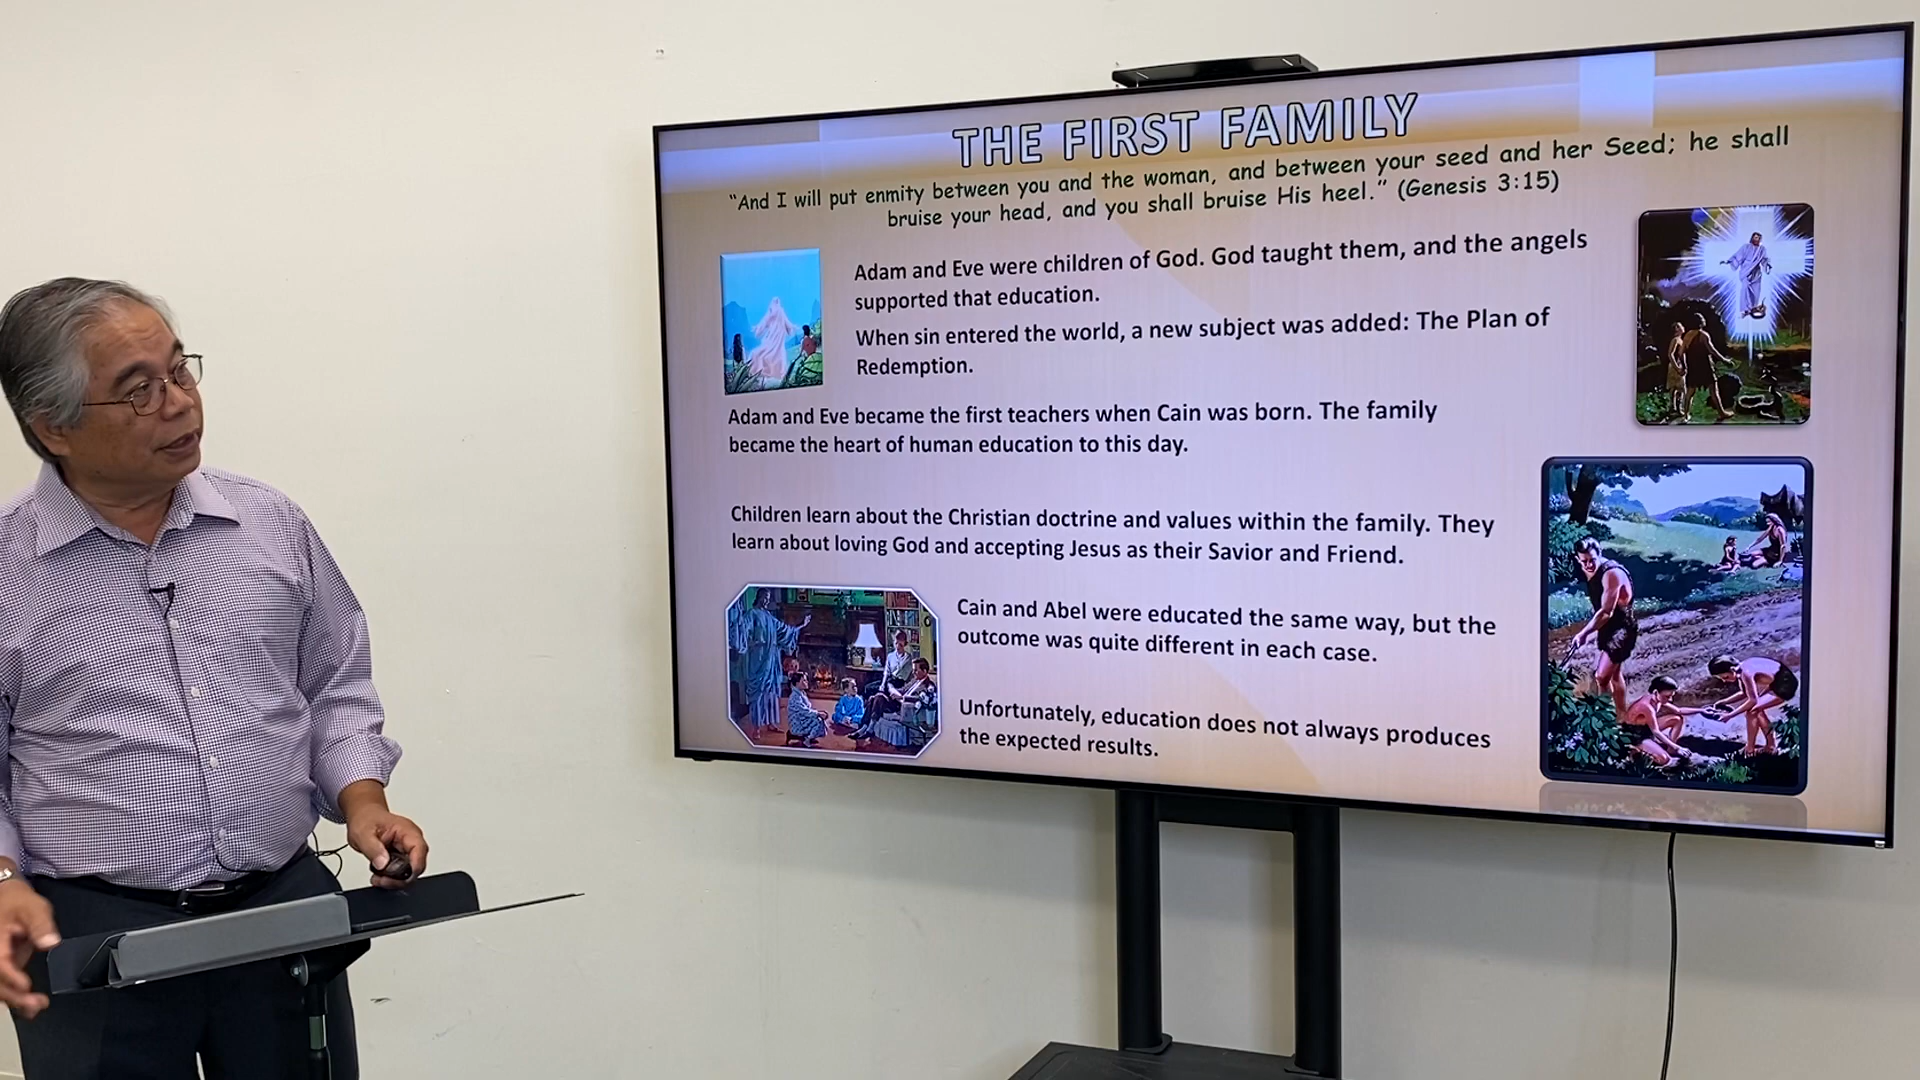 THE FIRST FAMILY
“And I will put enmity between you and the woman, and between your seed and her Seed; he shall
bruise your head, and you shall bruise His heel.” (Genesis 3:15)
Adam and Eve were children of God. God taught them, and the angels
supported that education.
When sin entered the world, a new subject was added: The Plan of
Redemption.
Adam and Eve became the first teachers when Cain was born. The family
became the heart of human education to this day.
Children learn about the Christian doctrine and values within the family. They
learn about loving God and accepting Jesus as their Savior and Friend.
Cain and Abel were educated the same way, but the
outcome was quite different in each case.
Unfortunately, education does not always produces
the expected results.